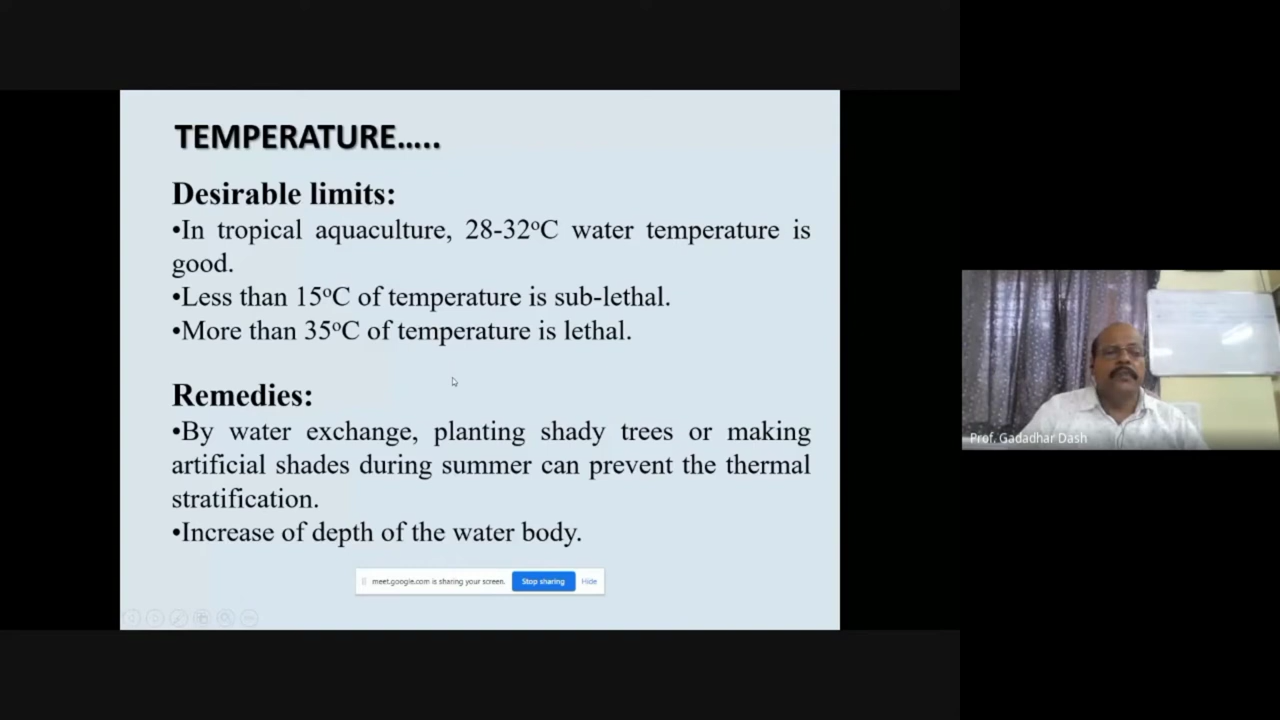 TEMPERATURE…..
Desirable limits:
•In tropical aquaculture, 28-32ºC water temperature is
good.
•Less than 15ºC of temperature is sub-lethal.
•More than 35ºC of temperature is lethal.
Remedies:
•By water exchange, planting shady trees or making
artificial shades during summer can prevent the thermal
stratification.
•Increase of depth of the water body.
meet.google.com is sharing your screen. Stop sharing Hide
Prof. Gadadhar Dash